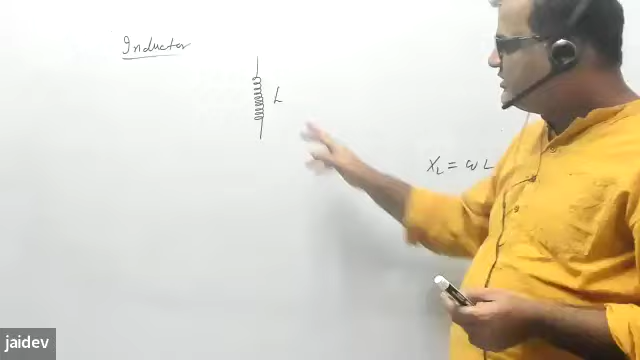 Inductor
L
X_L = ωL
jaidev